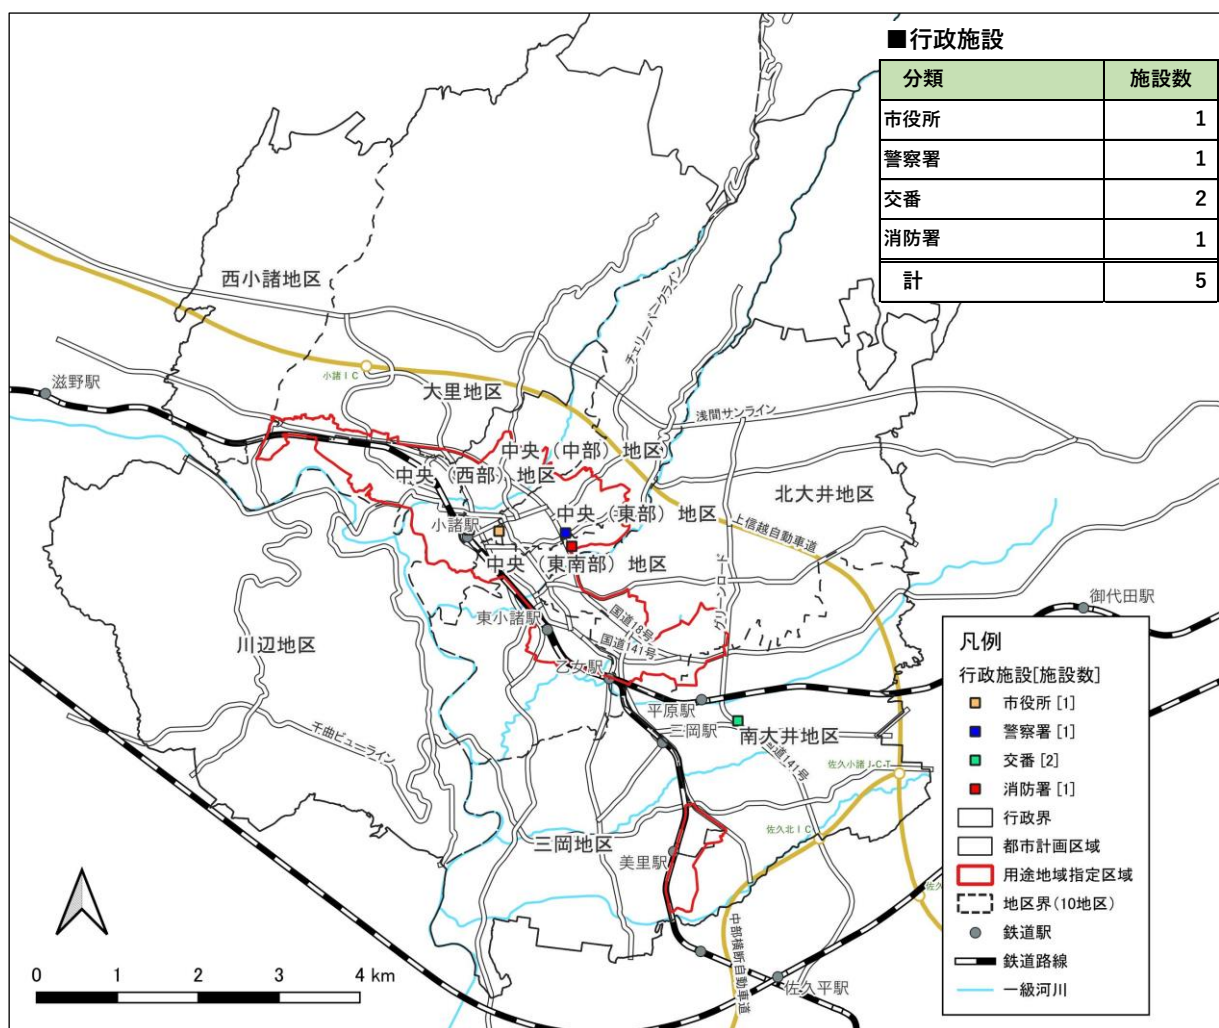 ■行政施設
分類 施設数
市役所 1
警察署 1
交番 2
消防署 1
計 5
西小諸地区
チェリーパークライン
滋野駅
小諸IC
大里地区
浅間サンライン
中央(中部)地区
中央(西部)地区
北大井地区
中央(東部)地区
小諸駅
上信越自動車道
中央(東南部)地区
グリーンロード
御代田駅
東小諸駅
国道18号
国道141号
川辺地区
乙女駅
平原駅
三岡駅
南大井地区
国道141号
千曲ビューライン
佐久小諸J.C.T
佐久北IC
三岡地区
美里駅
佐久
中部横断自動車道
佐久平駅
凡例
行政施設[施設数]
市役所 [1]
警察署 [1]
交番 [2]
消防署 [1]
行政界
都市計画区域
用途地域指定区域
地区界(10地区)
鉄道駅
鉄道路線
一級河川
0 1 2 3 4 km